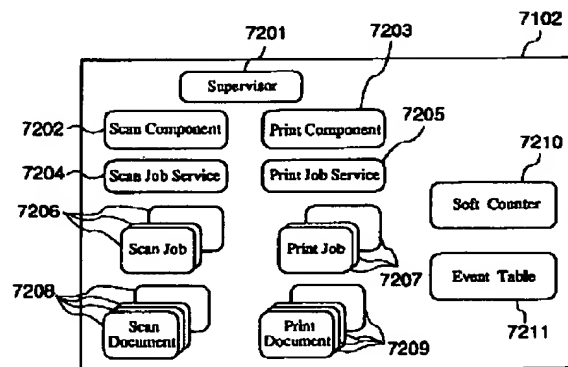 7201
7203
7102
Supervisor
7202
Scan Component
Print Component
7205
7204
Scan Job Service
Print Job Service
7210
7206
Soft Counter
Scan Job
Print Job
7207
Event Table
7208
Scan Document
Print Document
7209
7211